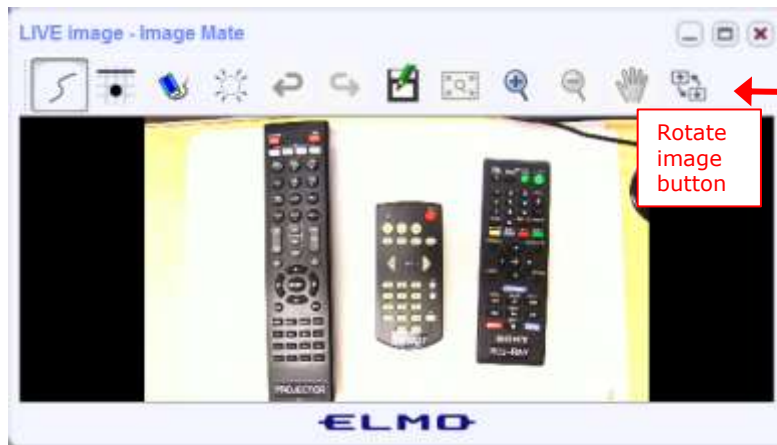 LIVE image - Image Mate
Rotate
image
button
PROJECTOR
SONY
ELMO